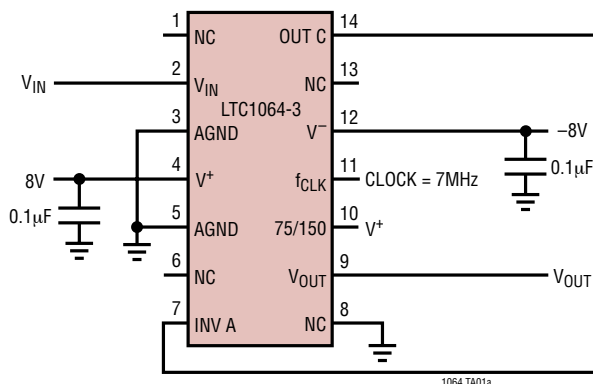 1
NC
OUT C
14
V_IN
2
V_IN
NC
13
LTC1064-3
3
AGND
V⁻
12
–8V
0.1µF
8V
4
V⁺
f_CLK
11
CLOCK = 7MHz
0.1µF
5
AGND
75/150
10
V⁺
6
NC
V_OUT
9
V_OUT
7
INV A
NC
8
1064 TA01a